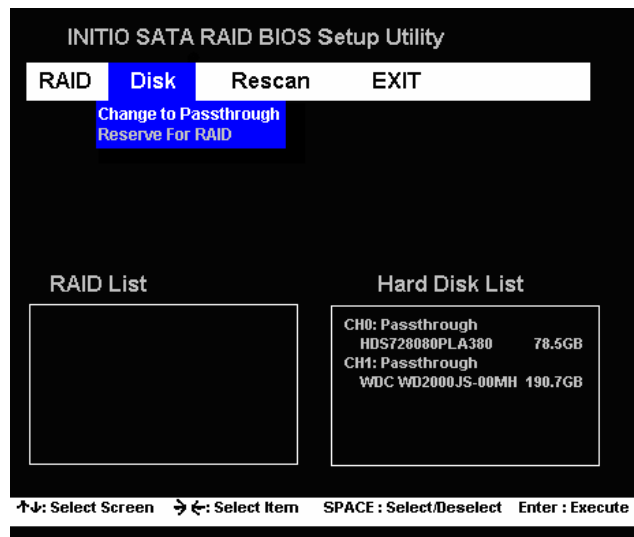 INITIO SATA RAID BIOS Setup Utility
RAID Disk Rescan EXIT
Change to Passthrough
Reserve For RAID
RAID List
Hard Disk List
CH0: Passthrough
HDS728080PLA380 78.5GB
CH1: Passthrough
WDC WD2000JS-00MH 190.7GB
↑↓: Select Screen →←: Select Item SPACE : Select/Deselect Enter : Execute